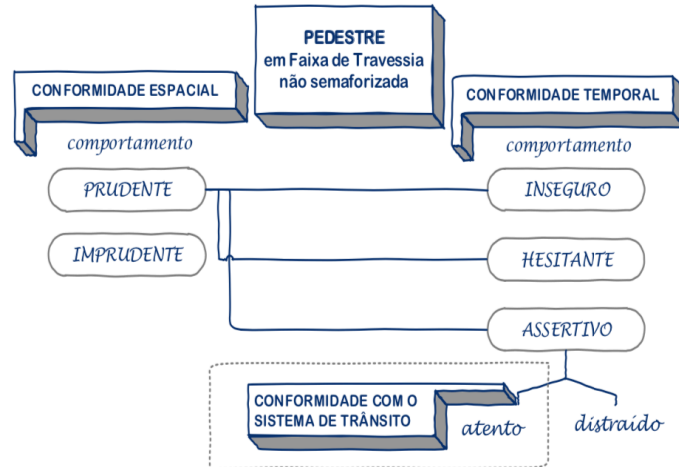 PEDESTRE
em Faixa de Travessia
não semaforizada
CONFORMIDADE ESPACIAL
CONFORMIDADE TEMPORAL
comportamento
comportamento
PRUDENTE
INSEGURO
IMPRUDENTE
HESITANTE
ASSERTIVO
CONFORMIDADE COM O
SISTEMA DE TRÂNSITO
atento
distraído